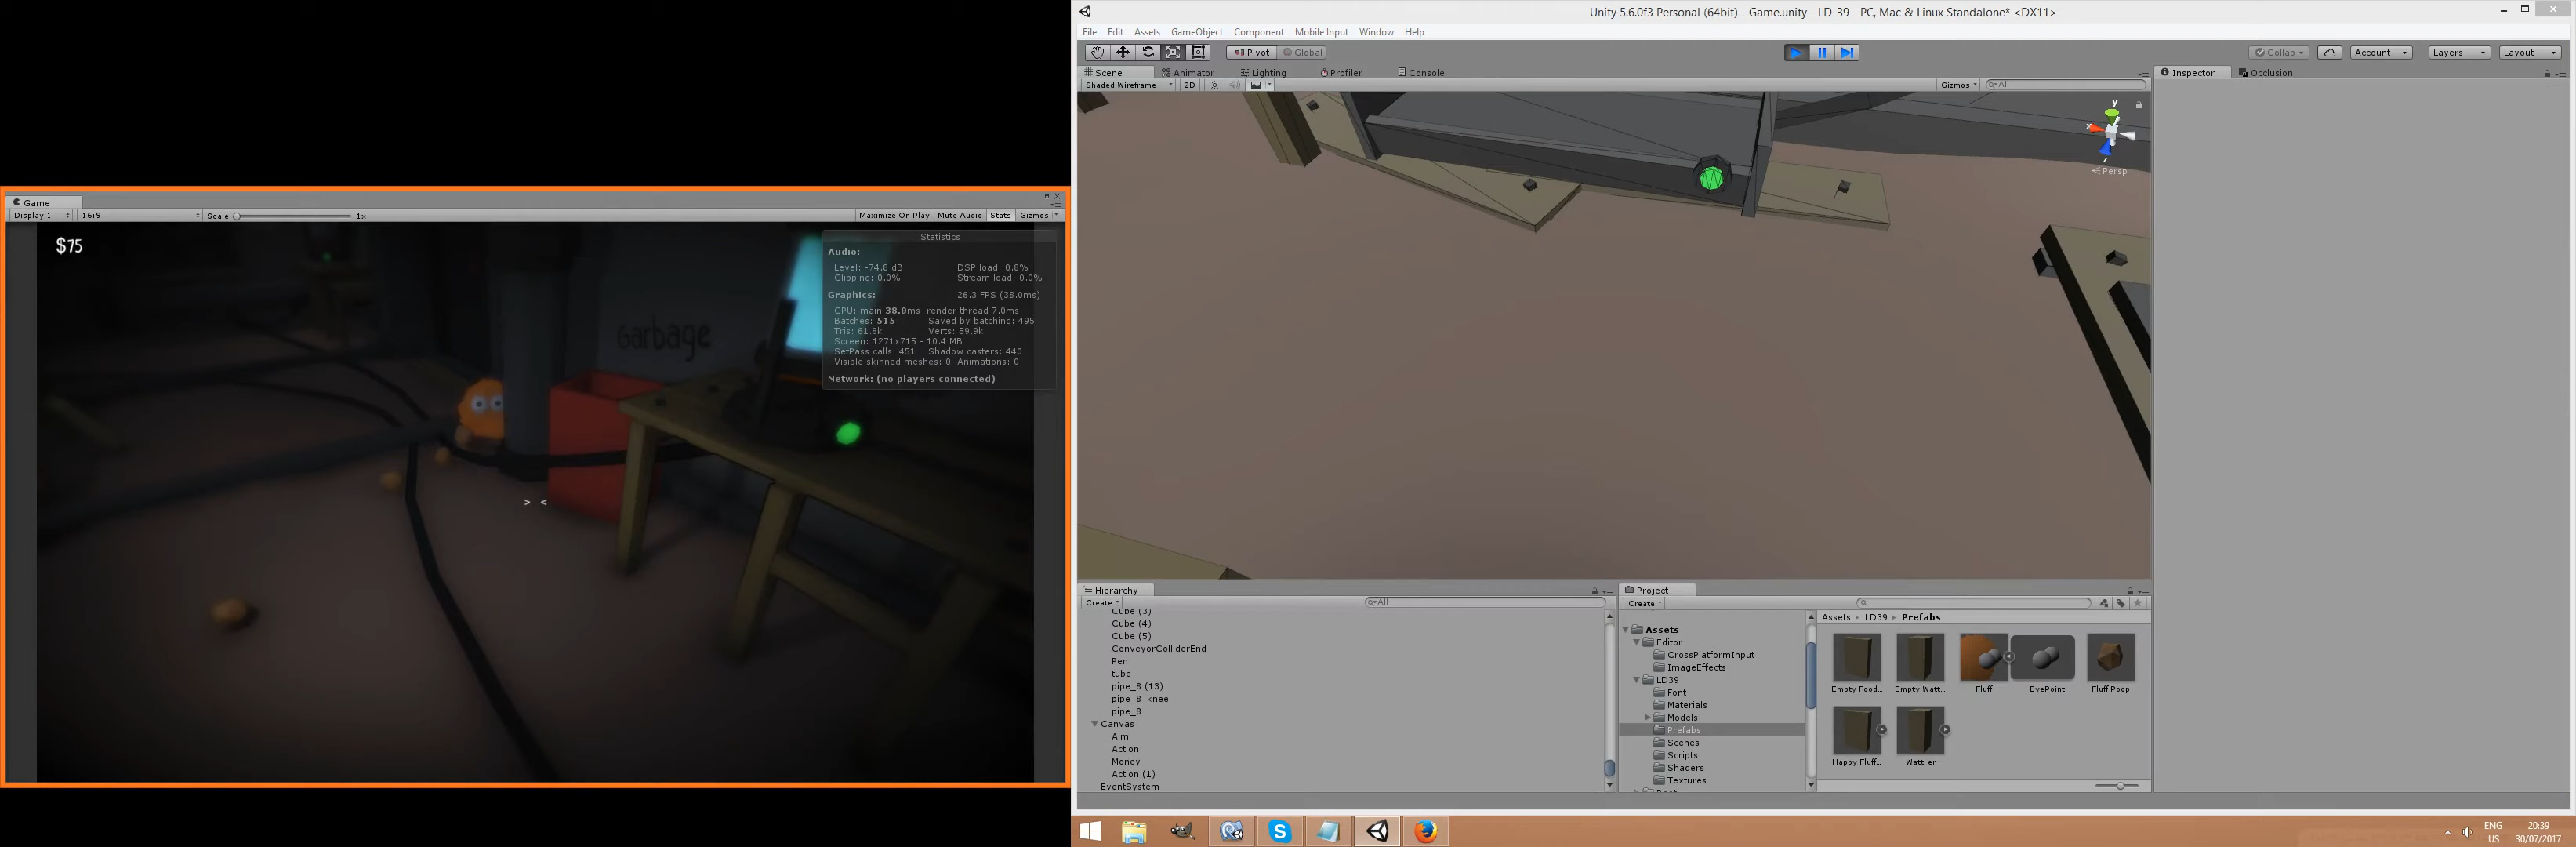 Game
Display 1
16:9
Scale
1x
Maximize On Play
Mute Audio
Stats
Gizmos
$75
Garbage
Statistics
Audio:
Level: -74.8 dB
DSP load: 0.8%
Clipping: 0.0%
Stream load: 0.0%
Graphics:
26.3 FPS (38.0ms)
CPU: main 38.0ms render thread 7.0ms
Batches: 515
Saved by batching: 495
Tris: 61.8k
Verts: 59.9k
Screen: 1271x715 - 10.4 MB
SetPass calls: 451
Shadow casters: 440
Visible skinned meshes: 0 Animations: 0
Network: (no players connected)
> <
Unity 5.6.0f3 Personal (64bit) - Game.unity - LD-39 - PC, Mac & Linux Standalone* <DX11>
File
Edit
Assets
GameObject
Component
Mobile Input
Window
Help
Pivot
Global
Collab
Account
Layers
Layout
Scene
Animator
Lighting
Profiler
Console
Shaded Wireframe
2D
Gizmos
All
y
x
z
Persp
Inspector
Occlusion
Hierarchy
Create
All
Cube (3)
Cube (4)
Cube (5)
ConveyorColliderEnd
Pen
tube
pipe_8 (13)
pipe_8_knee
pipe_8
Canvas
Aim
Action
Money
Action (1)
EventSystem
Project
Create
Assets
Editor
CrossPlatformInput
ImageEffects
LD39
Font
Materials
Models
Prefabs
Scenes
Scripts
Shaders
Textures
Assets
LD39
Prefabs
Empty Food...
Empty Watt...
Fluff
EyePoint
Fluff Poop
Happy Fluff...
Watt-er
ENG
US
20:39
30/07/2017